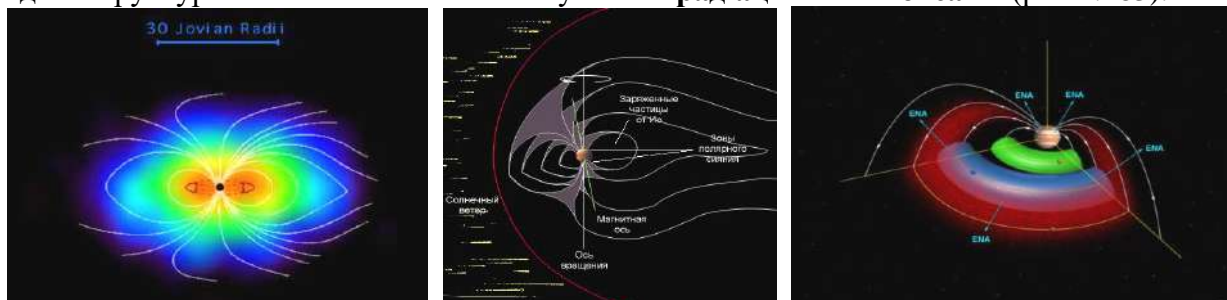 30 Jovian Radii
Заряженные
частицы
от Ио
Зоны
полярного
сияния
Солнечный
ветер
Магнитная
ось
Ось
вращения
ENA
ENA
ENA
ENA
ENA
ENA